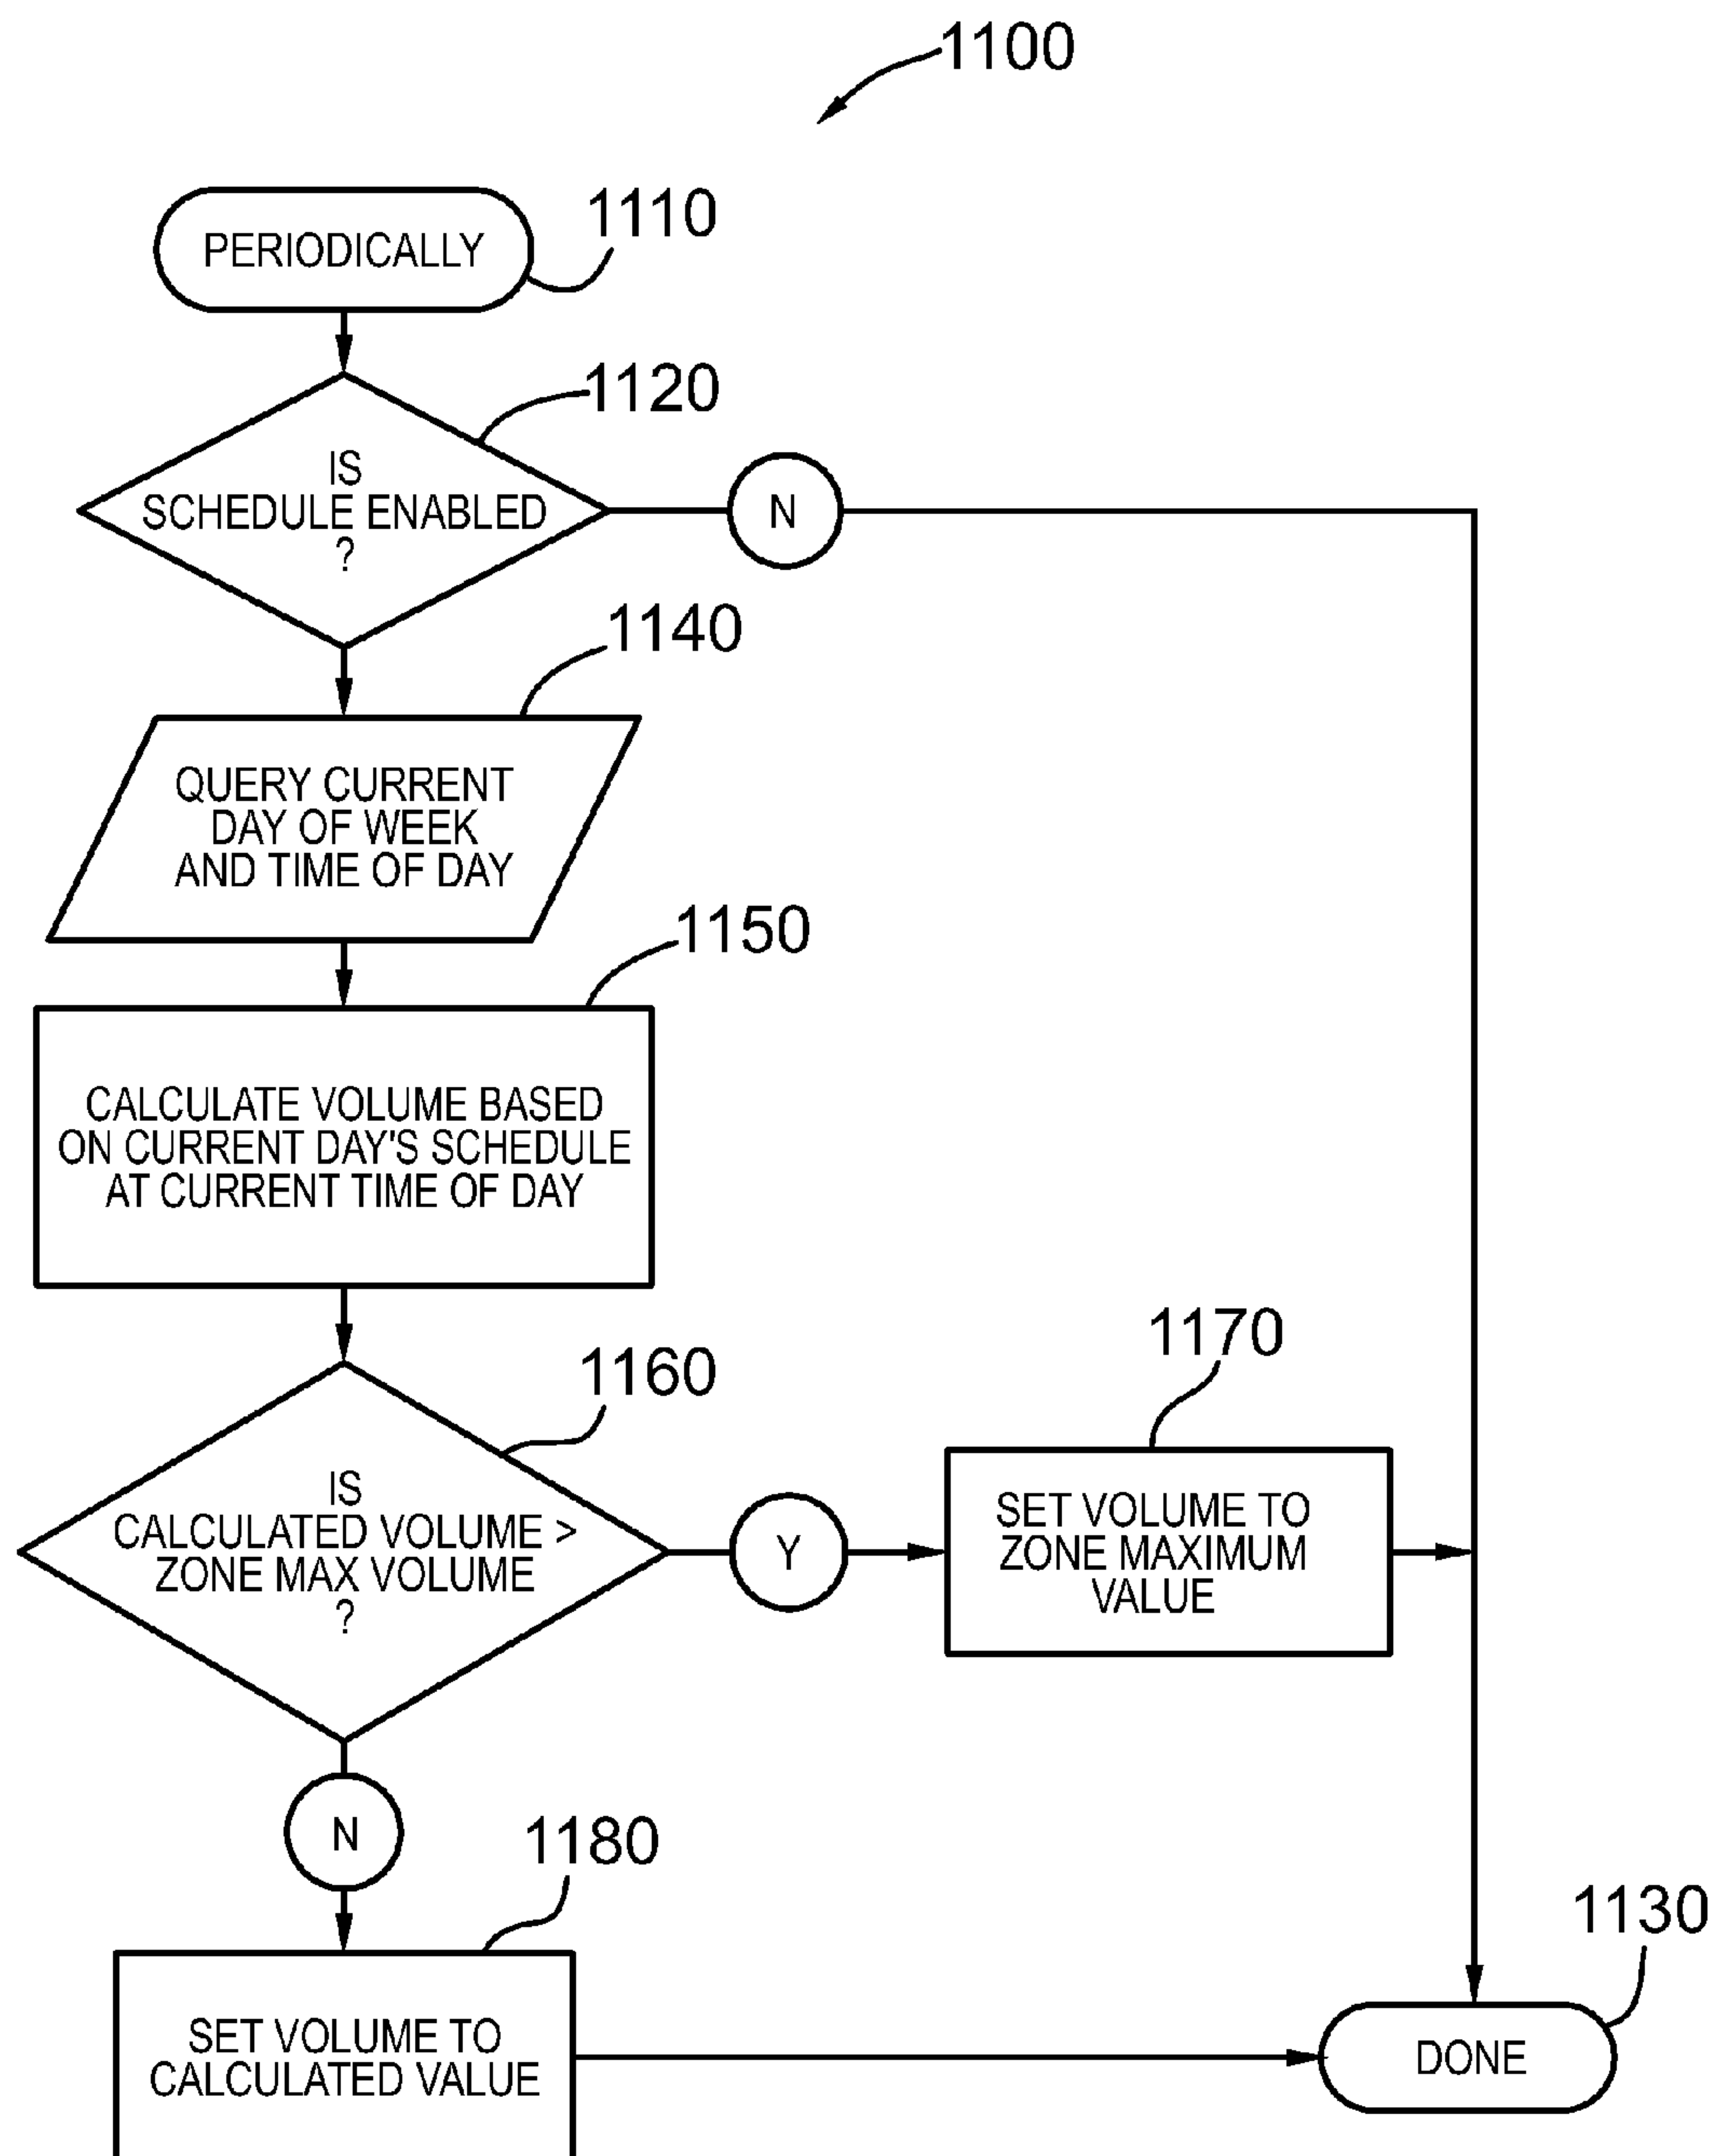 1100
PERIODICALLY
1110
1120
IS
SCHEDULE ENABLED
?
N
1140
QUERY CURRENT
DAY OF WEEK
AND TIME OF DAY
1150
CALCULATE VOLUME BASED
ON CURRENT DAY'S SCHEDULE
AT CURRENT TIME OF DAY
1160
IS
CALCULATED VOLUME >
ZONE MAX VOLUME
?
Y
1170
SET VOLUME TO
ZONE MAXIMUM
VALUE
N
1180
SET VOLUME TO
CALCULATED VALUE
1130
DONE